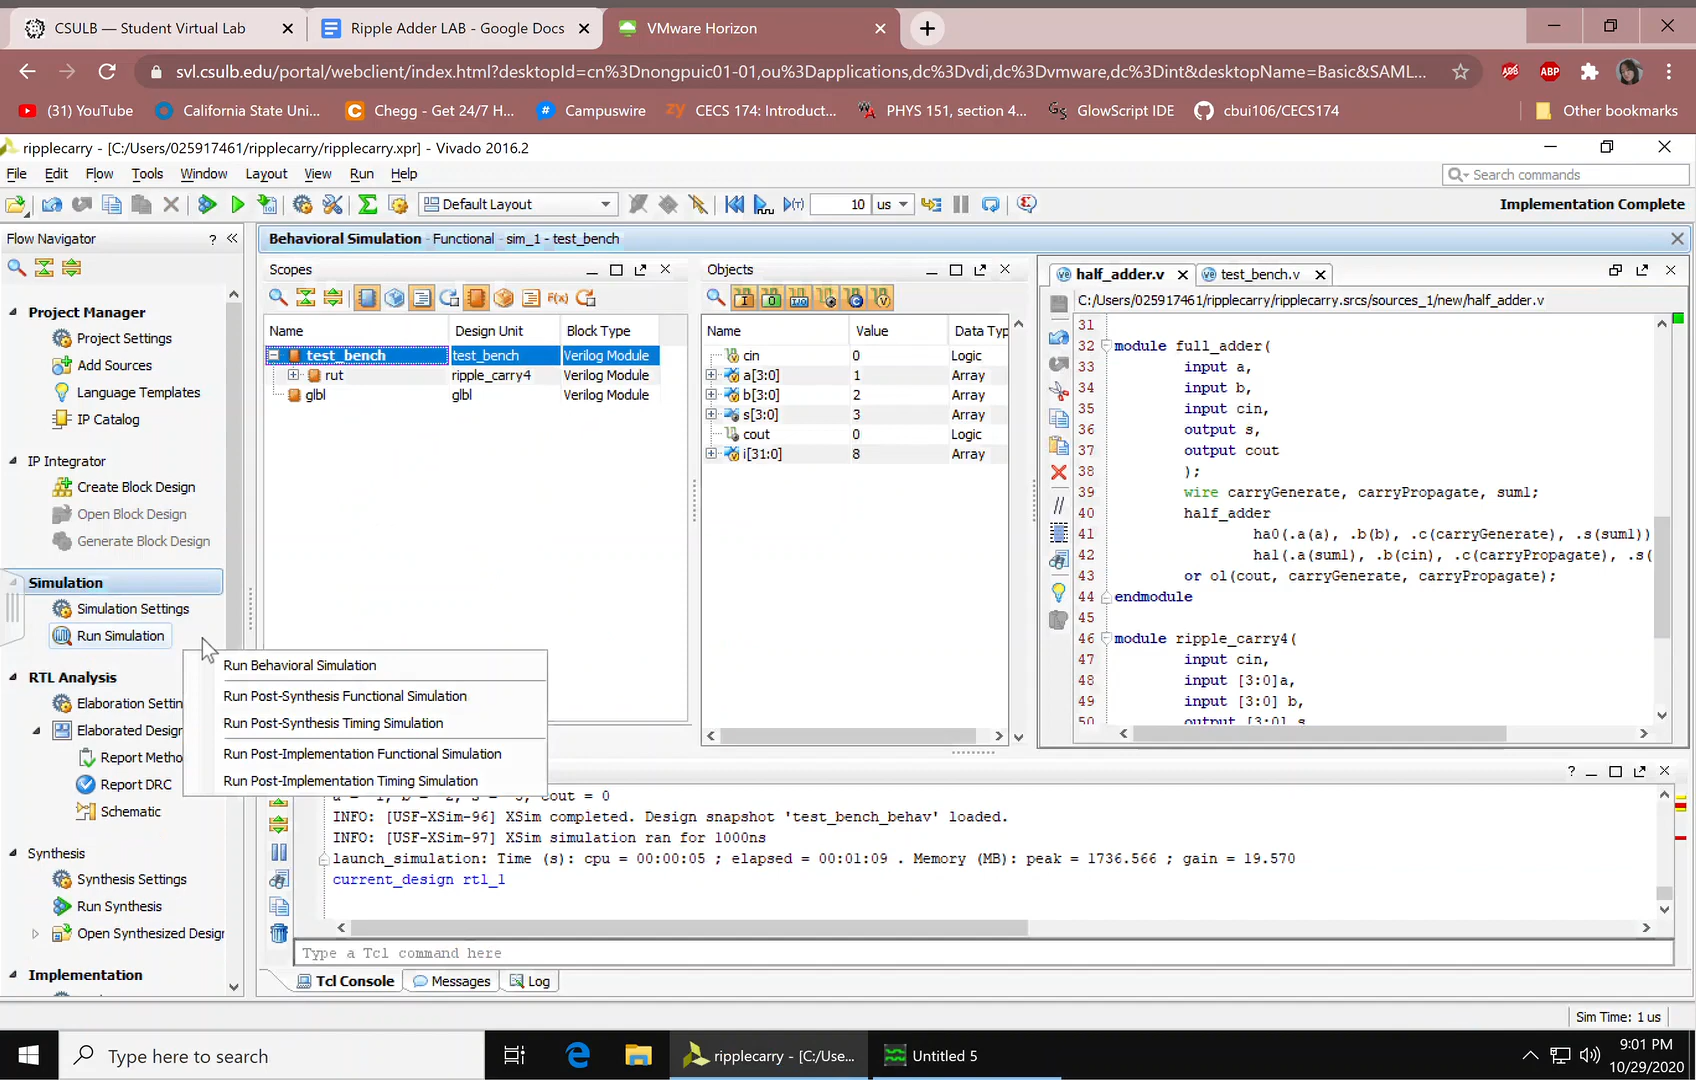 CSULB — Student Virtual Lab
Ripple Adder LAB - Google Docs
VMware Horizon
svl.csulb.edu/portal/webclient/index.html?desktopId=cn%3Dnongpuic01-01,ou%3Dapplications,dc%3Dvdi,dc%3Dvmware,dc%3Dint&desktopName=Basic&SAML...
ABP
(31) YouTube
California State Uni...
Chegg - Get 24/7 H...
Campuswire
CECS 174: Introduct...
PHYS 151, section 4...
GlowScript IDE
cbui106/CECS174
Other bookmarks
ripplecarry - [C:/Users/025917461/ripplecarry/ripplecarry.xpr] - Vivado 2016.2
File Edit Flow Tools Window Layout View Run Help
Search commands
Default Layout
10 us
Implementation Complete
Flow Navigator
Project Manager
Project Settings
Add Sources
Language Templates
IP Catalog
IP Integrator
Create Block Design
Open Block Design
Generate Block Design
Simulation
Simulation Settings
Run Simulation
RTL Analysis
Elaboration Settin
Elaborated Desigr
Report Metho
Report DRC
Schematic
Synthesis
Synthesis Settings
Run Synthesis
Open Synthesized Desigr
Implementation
Run Behavioral Simulation
Run Post-Synthesis Functional Simulation
Run Post-Synthesis Timing Simulation
Run Post-Implementation Functional Simulation
Run Post-Implementation Timing Simulation
Behavioral Simulation - Functional - sim_1 - test_bench
Scopes
Name Design Unit Block Type
test_bench test_bench Verilog Module
rut ripple_carry4 Verilog Module
glbl glbl Verilog Module
Objects
Name Value Data Typ
cin 0 Logic
a[3:0] 1 Array
b[3:0] 2 Array
s[3:0] 3 Array
cout 0 Logic
i[31:0] 8 Array
half_adder.v
test_bench.v
C:/Users/025917461/ripplecarry/ripplecarry.srcs/sources_1/new/half_adder.v
31
32 module full_adder(
33 input a,
34 input b,
35 input cin,
36 output s,
37 output cout
38 );
39 wire carryGenerate, carryPropagate, sum1;
40 half_adder
41 ha0(.a(a), .b(b), .c(carryGenerate), .s(sum1))
42 ha1(.a(sum1), .b(cin), .c(carryPropagate), .s(
43 or o1(cout, carryGenerate, carryPropagate);
44 endmodule
45
46 module ripple_carry4(
47 input cin,
48 input [3:0]a,
49 input [3:0] b,
50 output [3:0] s
a = 1, b = 2, s = 3, cout = 0
INFO: [USF-XSim-96] XSim completed. Design snapshot 'test_bench_behav' loaded.
INFO: [USF-XSim-97] XSim simulation ran for 1000ns
launch_simulation: Time (s): cpu = 00:00:05 ; elapsed = 00:01:09 . Memory (MB): peak = 1736.566 ; gain = 19.570
current_design rtl_1
Type a Tcl command here
Tcl Console Messages Log
Sim Time: 1 us
Type here to search
ripplecarry - [C:/Use...
Untitled 5
9:01 PM
10/29/2020